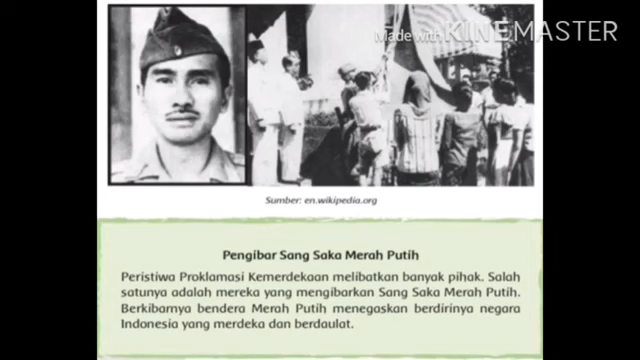 Made with KINEMASTER
Sumber: en.wikipedia.org
Pengibar Sang Saka Merah Putih
Peristiwa Proklamasi Kemerdekaan melibatkan banyak pihak. Salah
satunya adalah mereka yang mengibarkan Sang Saka Merah Putih.
Berkibarnya bendera Merah Putih menegaskan berdirinya negara
Indonesia yang merdeka dan berdaulat.